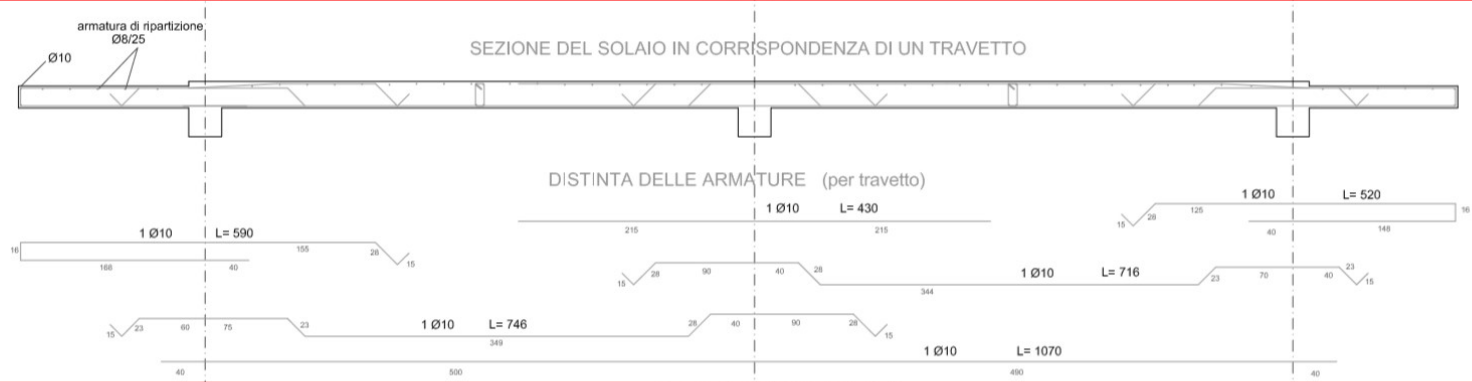 armatura di ripartizione
Ø8/25
Ø10
SEZIONE DEL SOLAIO IN CORRISPONDENZA DI UN TRAVETTO
DISTINTA DELLE ARMATURE (per travetto)
1 Ø10 L= 520
125 28 15 40 148 16
1 Ø10 L= 430
215 215
1 Ø10 L= 590
16 155 28 15 166 40
1 Ø10 L= 716
15 28 90 40 28 344 23 70 40 23 15
1 Ø10 L= 746
15 23 60 75 23 349 28 40 90 28 15
1 Ø10 L= 1070
40 500 490 40